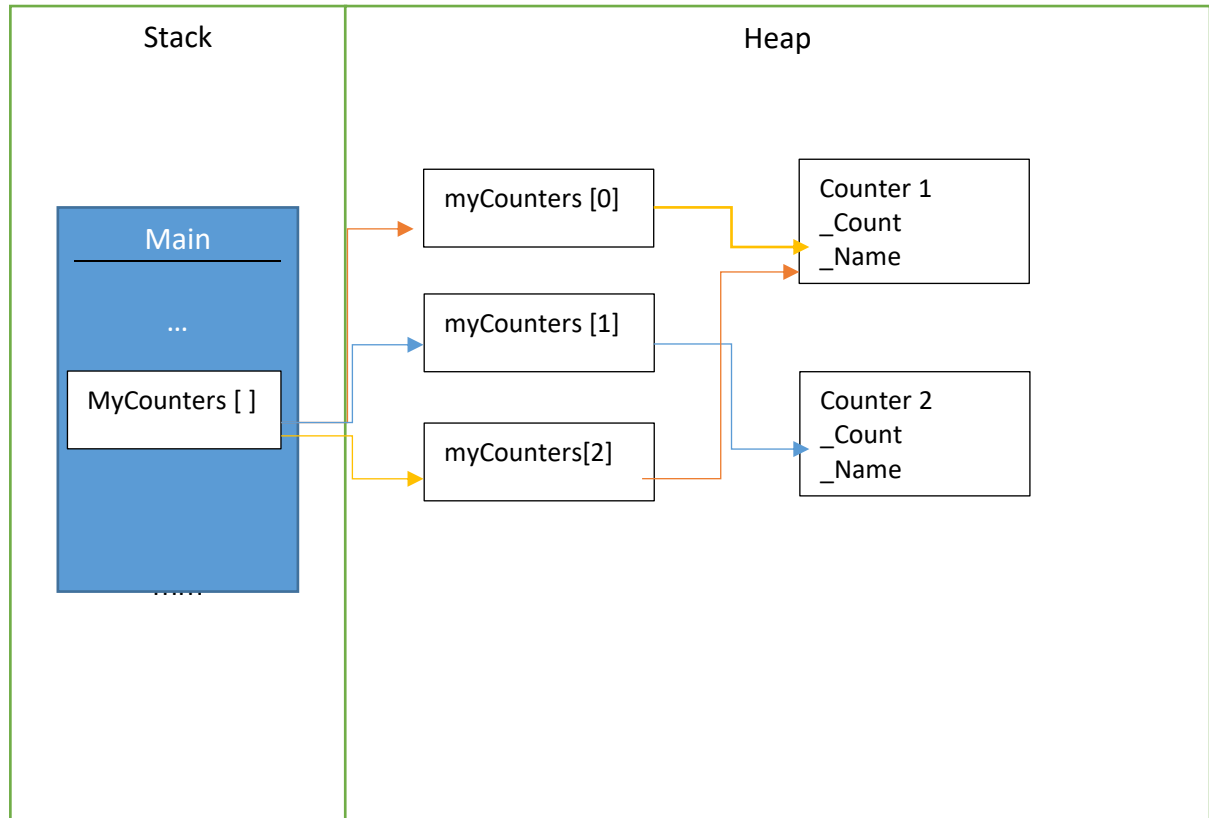 Stack
Heap
Main
...
MyCounters [ ]
myCounters [0]
myCounters [1]
myCounters[2]
Counter 1
_Count
_Name
Counter 2
_Count
_Name